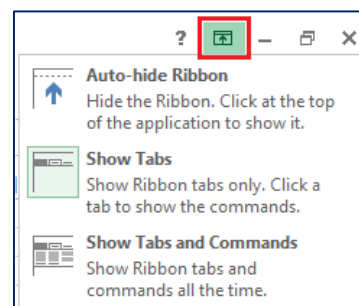 ?
Auto-hide Ribbon
Hide the Ribbon. Click at the top
of the application to show it.
Show Tabs
Show Ribbon tabs only. Click a
tab to show the commands.
Show Tabs and Commands
Show Ribbon tabs and
commands all the time.